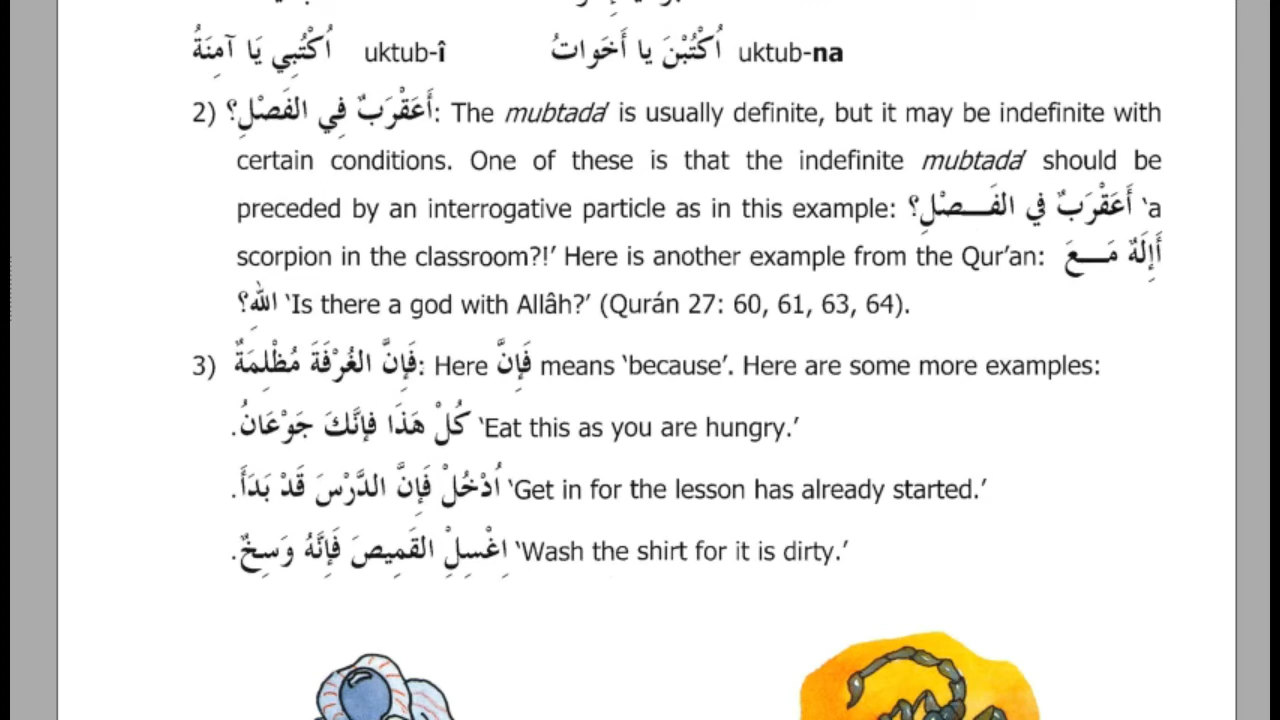 اُكْتُبِي يَا آمِنَةُ uktub-î اُكْتُبْنَ يا أَخَواتُ uktub-na
2) أَعَقْرَبٌ فِي الفَصْلِ؟: The mubtada' is usually definite, but it may be indefinite with
certain conditions. One of these is that the indefinite mubtada' should be
preceded by an interrogative particle as in this example: أَعَقْرَبٌ في الفَـــصْلِ؟ 'a
scorpion in the classroom?!' Here is another example from the Qur'an: أَإِلَهٌ مَـــعَ
اللهِ؟ 'Is there a god with Allâh?' (Qurán 27: 60, 61, 63, 64).
3) فَإِنَّ الغُرْفَةَ مُظْلِمَةٌ: Here فَإِنَّ means 'because'. Here are some more examples:
كُلْ هَذَا فإنَّكَ جَوْعَانُ. 'Eat this as you are hungry.'
اُدْخُلْ فَإِنَّ الدَّرْسَ قَدْ بَدَأَ. 'Get in for the lesson has already started.'
اِغْسِلْ القَمِيصَ فَإِنَّهُ وَسِخٌ. 'Wash the shirt for it is dirty.'